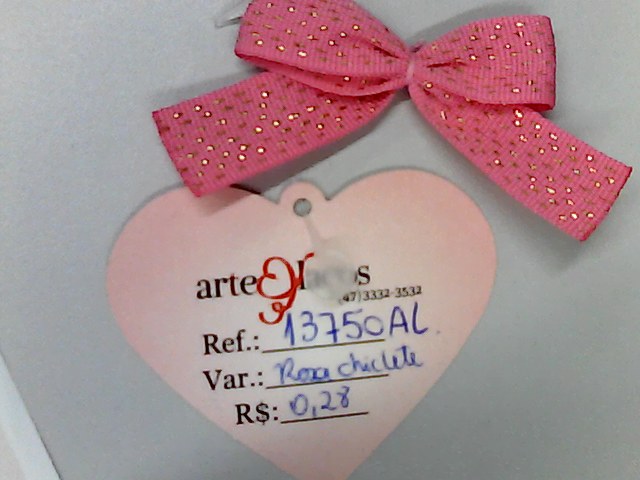 arte
(47)3332-3532
Ref.: 13750AL.
Var.: Rosa chiclete
R$: 0,28